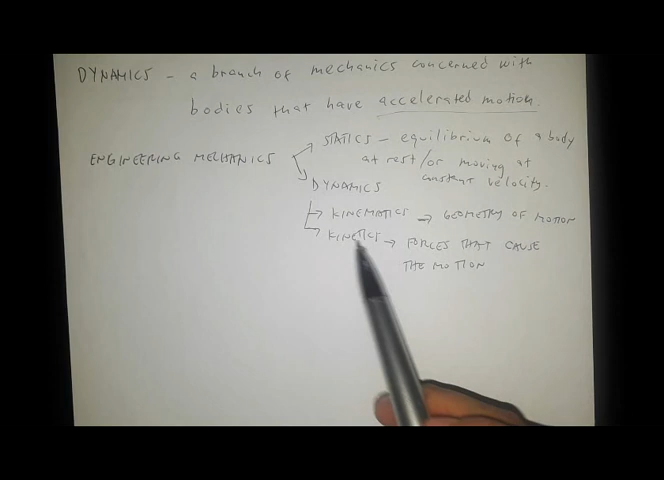 DYNAMICS - a branch of mechanics concerned with
bodies that have accelerated motion.
STATICS - equilibrium of a body
ENGINEERING MECHANICS
at rest/or moving at
constant velocity.
DYNAMICS
→ KINEMATICS → GEOMETRY OF MOTION
→ KINETICS → FORCES THAT CAUSE
THE MOTION